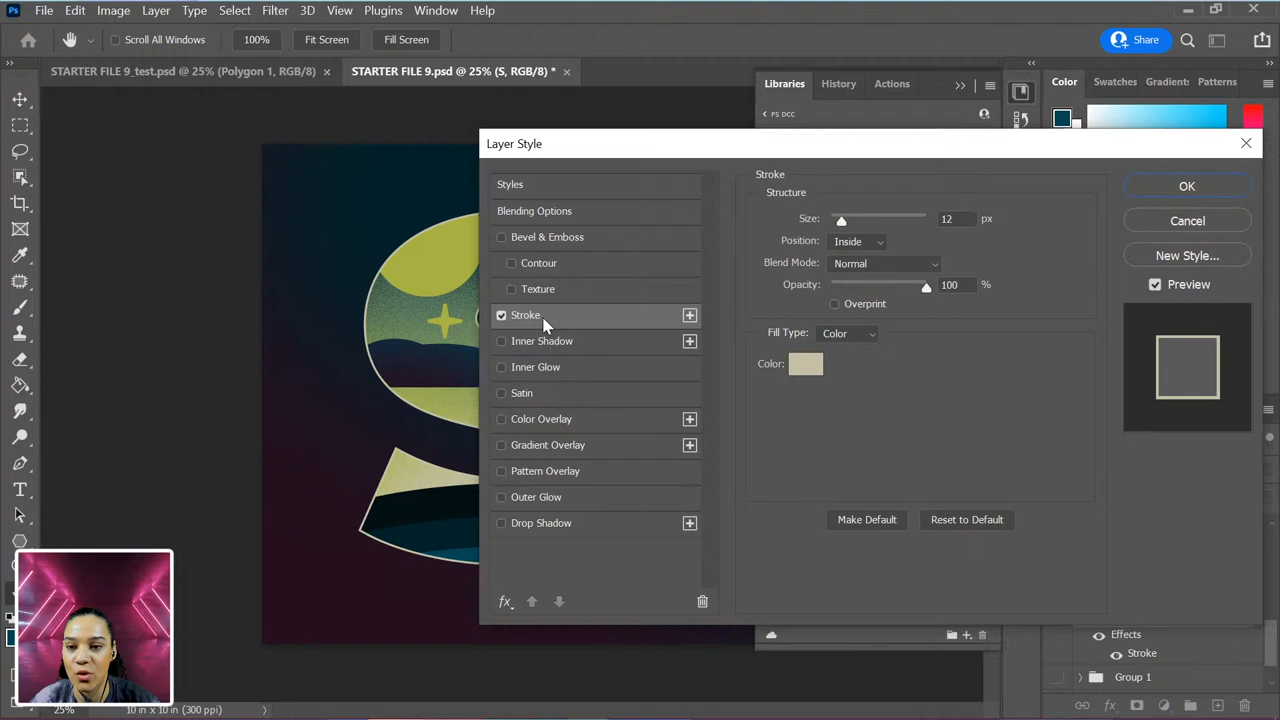 Ps File Edit Image Layer Type Select Filter 3D View Plugins Window Help
Scroll All Windows 100% Fit Screen Fill Screen Share
STARTER FILE 9_test.psd @ 25% (Polygon 1, RGB/8) × STARTER FILE 9.psd @ 25% (S, RGB/8) * ×
Libraries History Actions
Color Swatches Gradient: Patterns
PS DCC
Layer Style
Styles
Blending Options
Bevel & Emboss
Contour
Texture
Stroke
Inner Shadow
Inner Glow
Satin
Color Overlay
Gradient Overlay
Pattern Overlay
Outer Glow
Drop Shadow
fx
Stroke
Structure
Size: 12 px
Position: Inside
Blend Mode: Normal
Opacity: 100 %
Overprint
Fill Type: Color
Color:
Make Default Reset to Default
OK
Cancel
New Style...
Preview
Effects
Stroke
Group 1
fx
25% 10 in x 10 in (300 ppi)